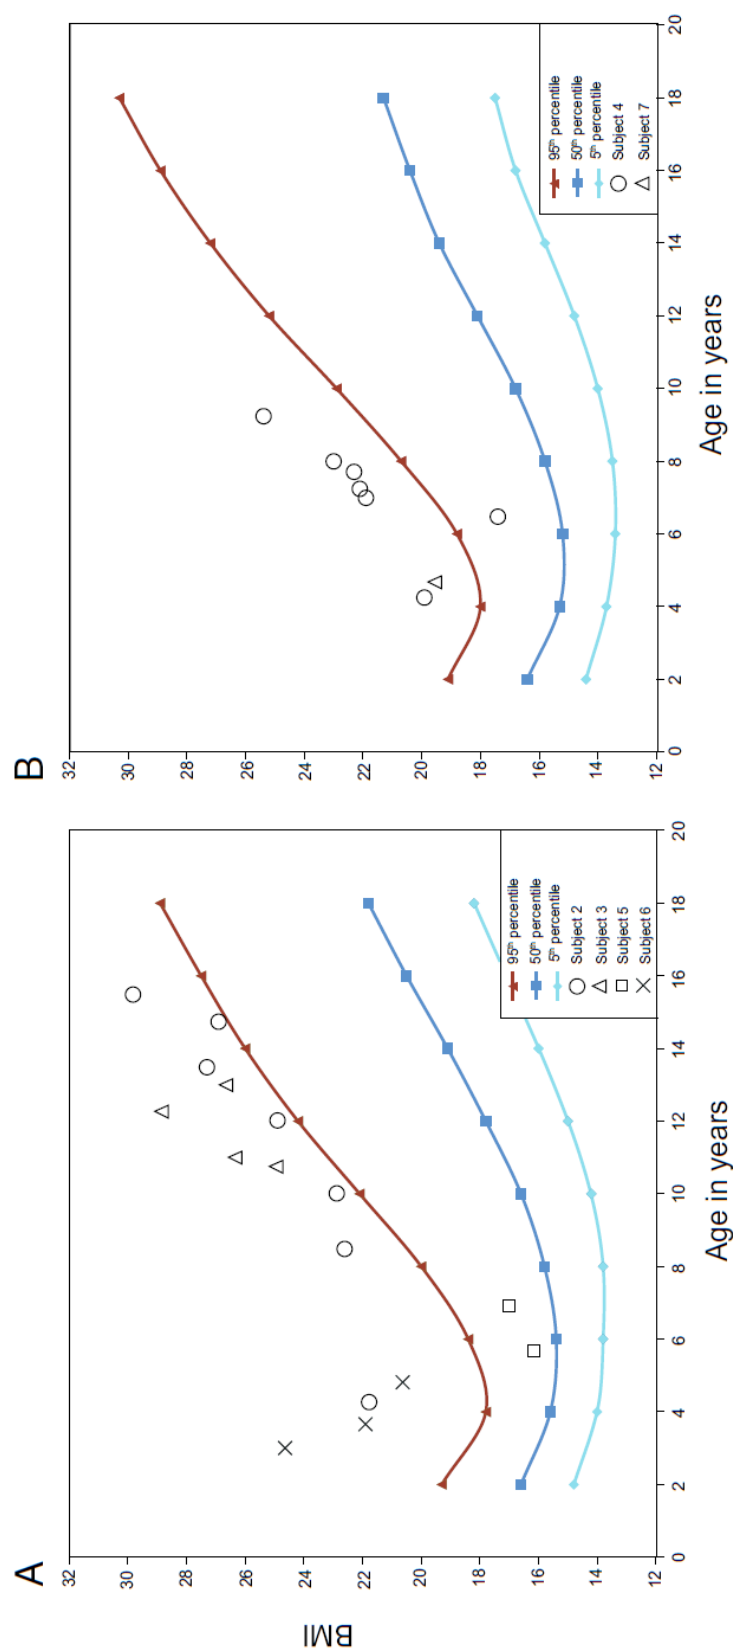 A
BMI
32
30
28
26
24
22
20
18
16
14
12
0
2
4
6
8
10
12
14
16
18
20
Age in years
95th percentile
50th percentile
5th percentile
Subject 2
Subject 3
Subject 5
Subject 6
B
32
30
28
26
24
22
20
18
16
14
12
0
2
4
6
8
10
12
14
16
18
20
Age in years
95th percentile
50th percentile
5th percentile
Subject 4
Subject 7